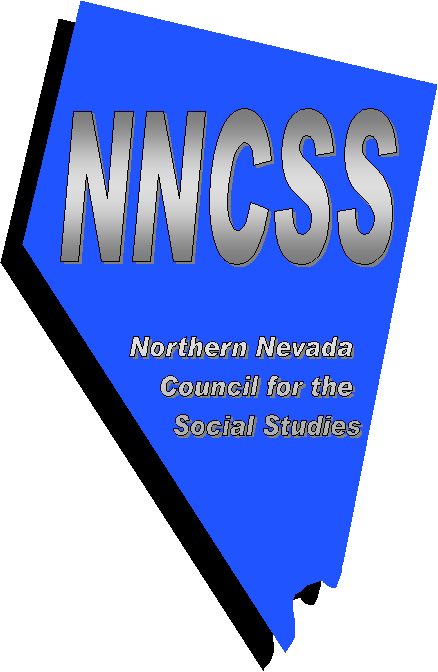 NNCSS
Northern Nevada
Council for the
Social Studies